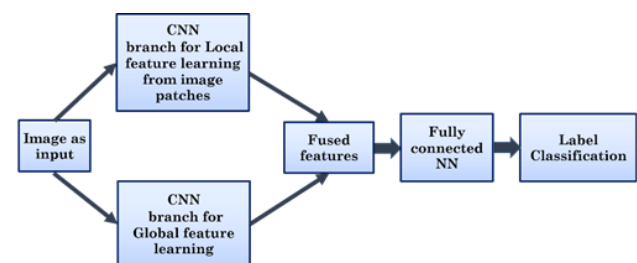 CNN
branch for Local
feature learning
from image
patches
Image as
input
Fused
features
Fully
connected
NN
Label
Classification
CNN
branch for
Global feature
learning